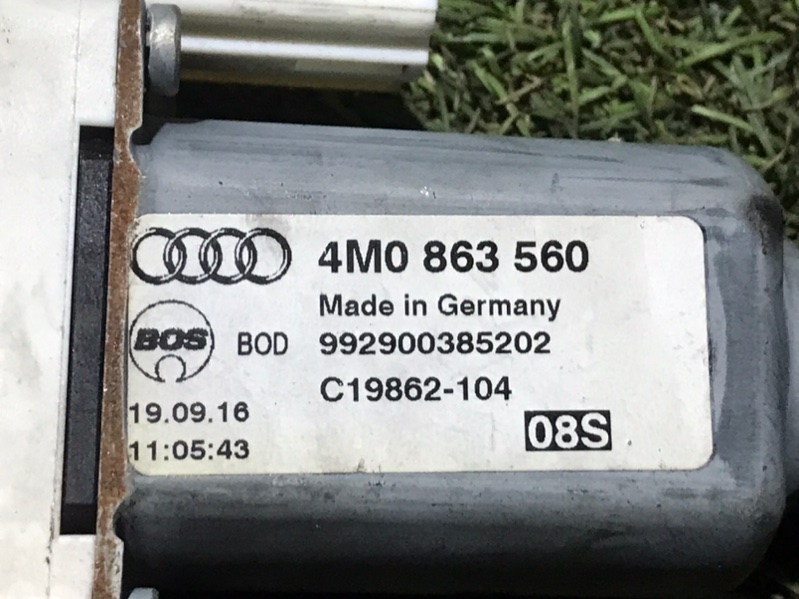 4M0 863 560
Made in Germany
BOS BOD 992900385202
C19862-104
19.09.16
11:05:43
08S